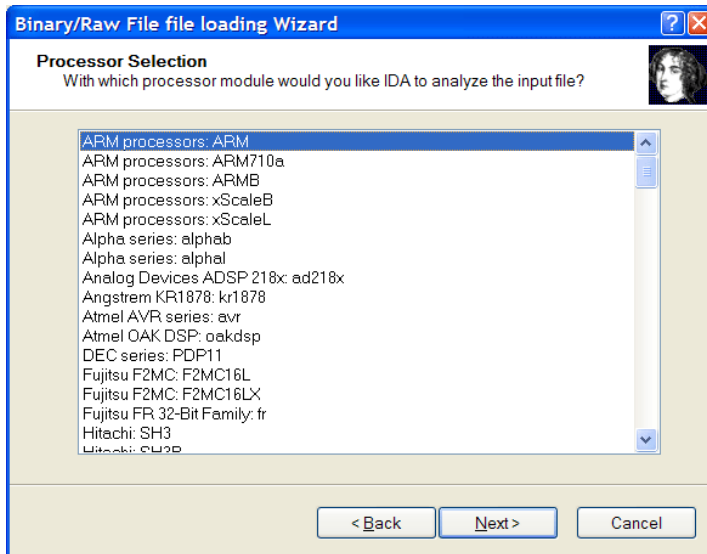 Binary/Raw File file loading Wizard
Processor Selection
With which processor module would you like IDA to analyze the input file?
ARM processors: ARM
ARM processors: ARM710a
ARM processors: ARMB
ARM processors: xScaleB
ARM processors: xScaleL
Alpha series: alphab
Alpha series: alphal
Analog Devices ADSP 218x: ad218x
Angstrem KR1878: kr1878
Atmel AVR series: avr
Atmel OAK DSP: oakdsp
DEC series: PDP11
Fujitsu F2MC: F2MC16L
Fujitsu F2MC: F2MC16LX
Fujitsu FR 32-Bit Family: fr
Hitachi: SH3
Hitachi: SH3B
< Back Next > Cancel